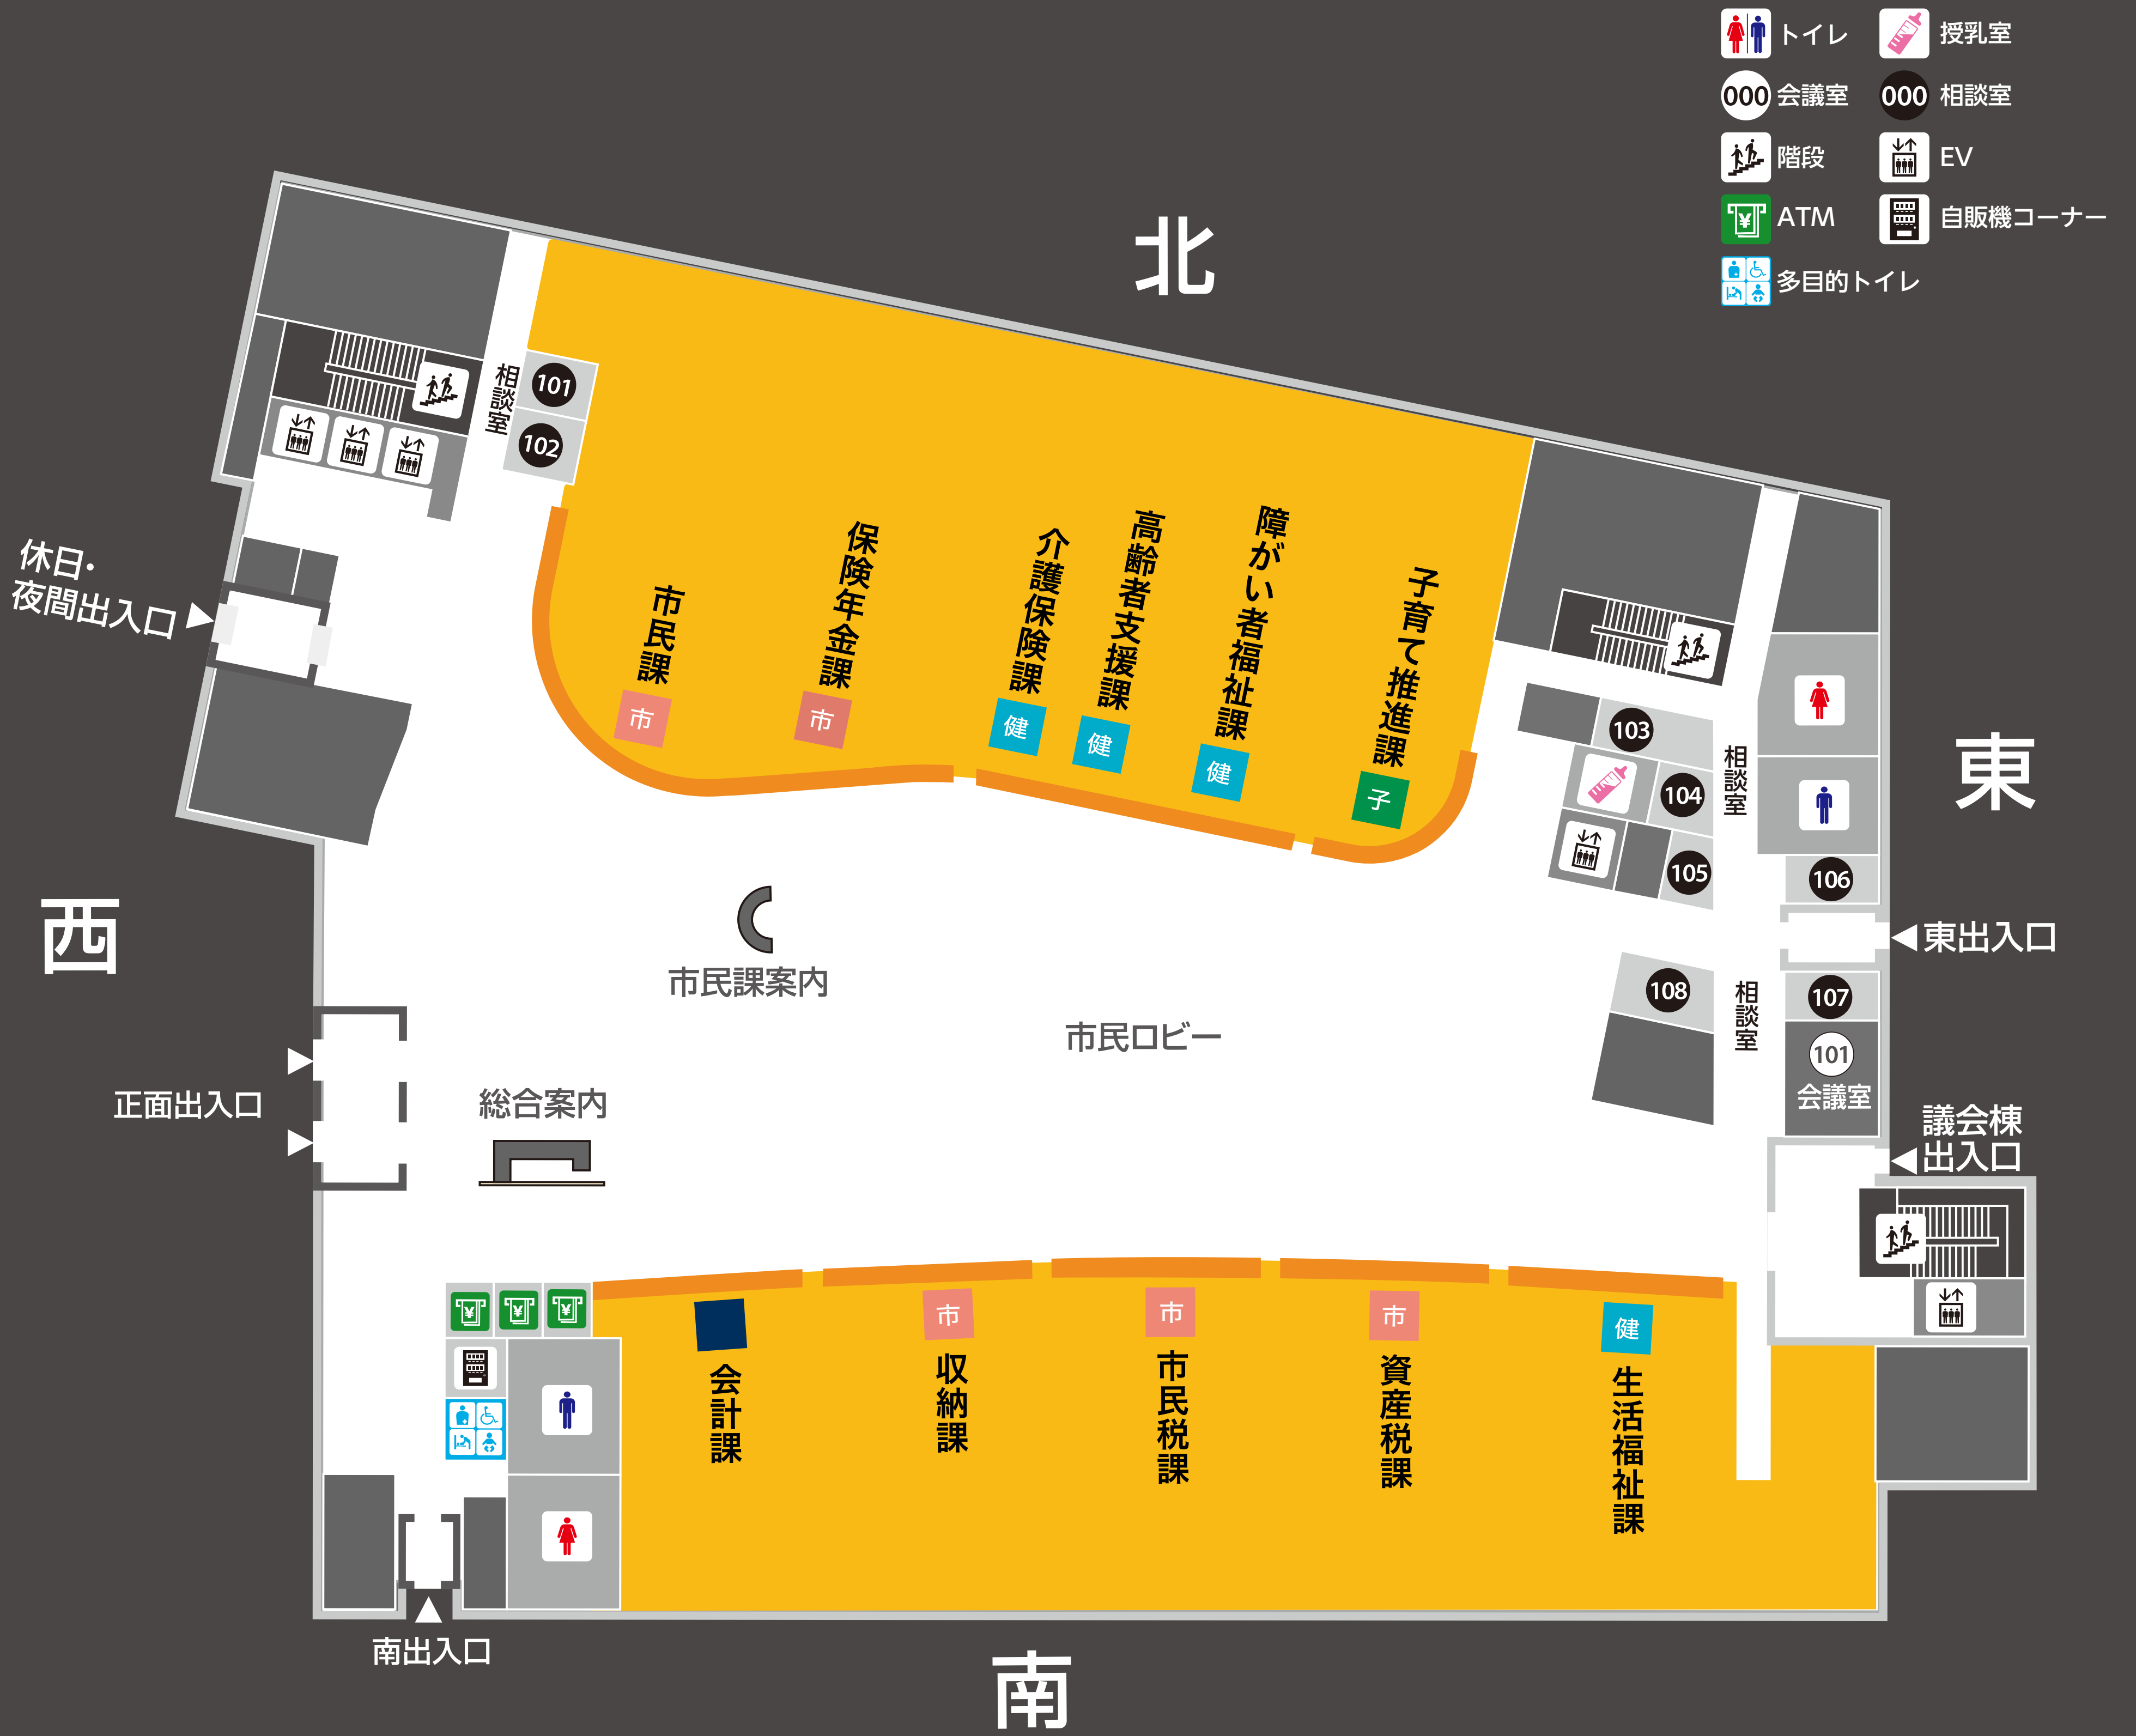 トイレ
授乳室
000
会議室
000
相談室
階段
EV
¥
ATM
自販機コーナー
多目的トイレ
北
101
102
相談室
休日・
夜間出入口
市民課
市
保険年金課
市
介護保険課
健
高齢者支援課
健
障がい者福祉課
健
子育て推進課
子
103
104
105
相談室
106
東
西
東出入口
市民課案内
市民ロビー
108
相談室
107
101
会議室
正面出入口
総合案内
議会棟
出入口
¥
¥
¥
会計課
市
収納課
市
市民税課
市
資産税課
健
生活福祉課
南出入口
南